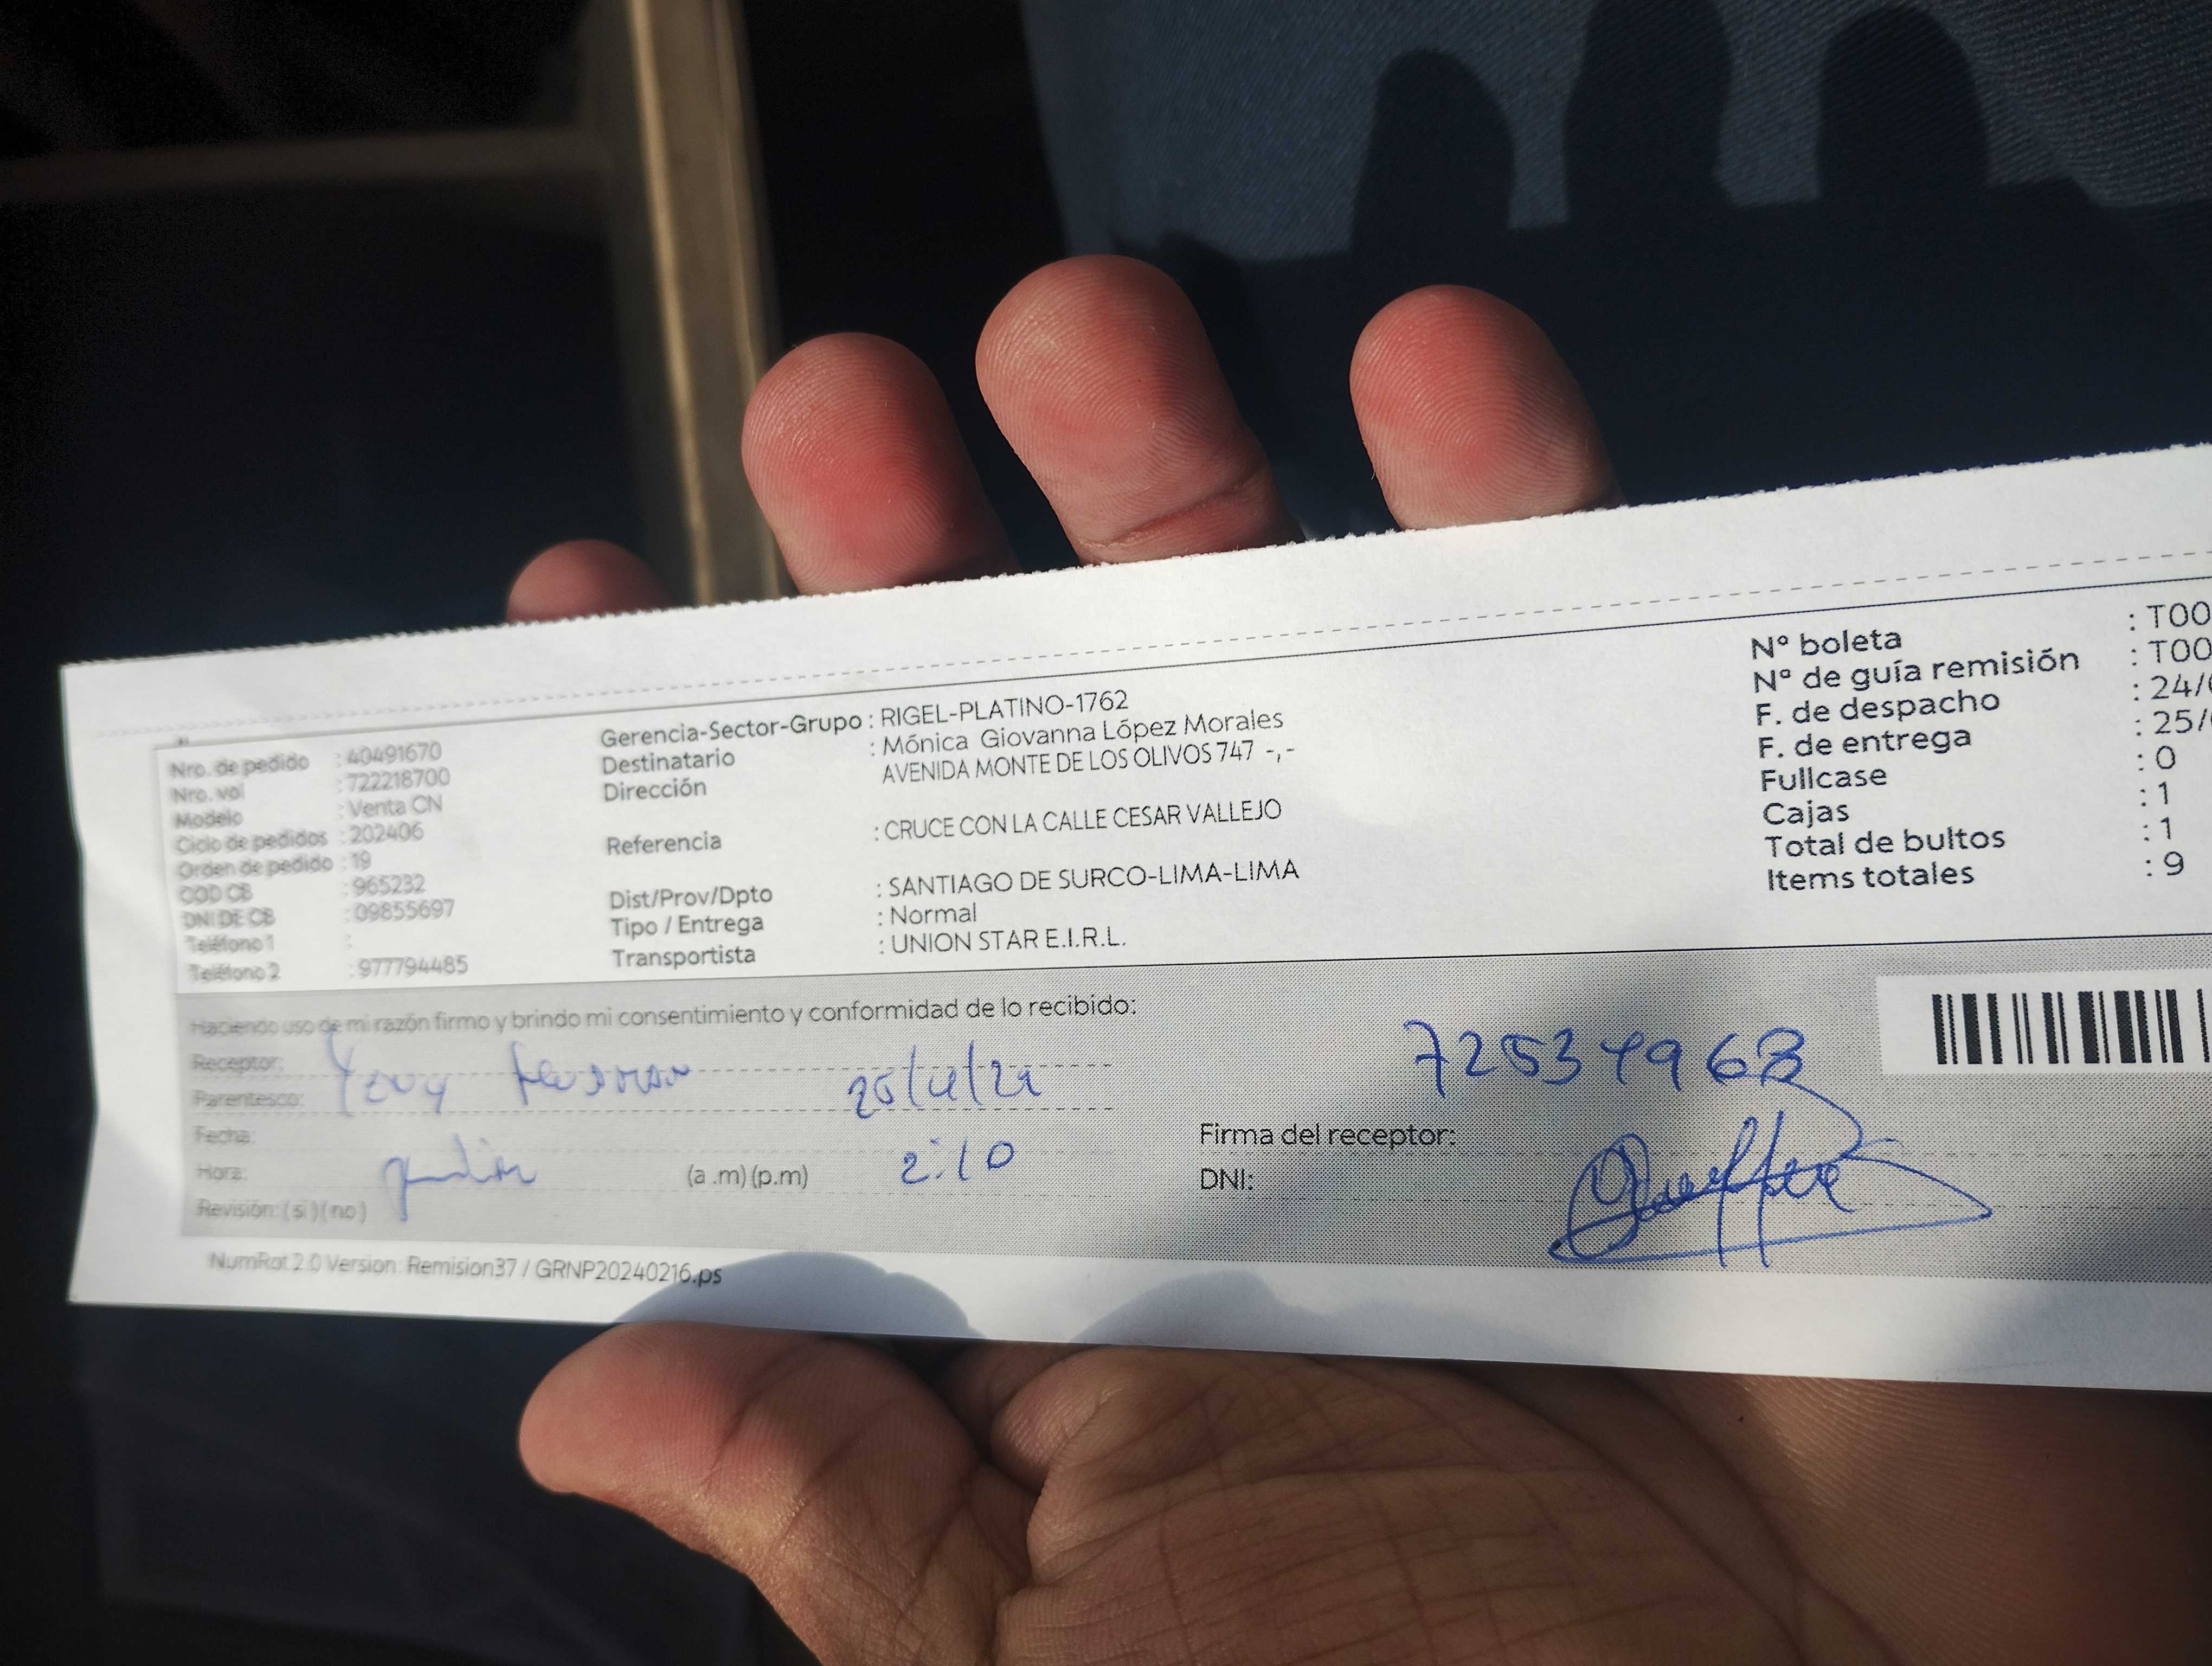 Nro. de pedido : 40491670
Nro. vol : 722218700
Modelo : Venta CN
Ciclo de pedidos : 202406
Orden de pedido : 19
COD CB : 965232
DNI DE CB : 09855697
Teléfono 1 :
Teléfono 2 : 977794485
Gerencia-Sector-Grupo : RIGEL-PLATINO-1762
Destinatario : Mónica Giovanna López Morales
Dirección AVENIDA MONTE DE LOS OLIVOS 747 -,-
Referencia : CRUCE CON LA CALLE CESAR VALLEJO
Dist/Prov/Dpto : SANTIAGO DE SURCO-LIMA-LIMA
Tipo / Entrega : Normal
Transportista : UNION STAR E.I.R.L.
N° boleta : T00
N° de guía remisión : T00
F. de despacho : 24/
F. de entrega : 25/
Fullcase : 0
Cajas : 1
Total de bultos : 1
Items totales : 9
Haciendo uso de mi razón firmo y brindo mi consentimiento y conformidad de lo recibido:
Receptor:
Parentesco:
Fecha:
Hora: (a .m) (p.m) 2:10
Revisión: ( si ) ( no )
72534968
Firma del receptor:
DNI:
NumRot 2.0 Version: Remision37 / GRNP20240216.ps